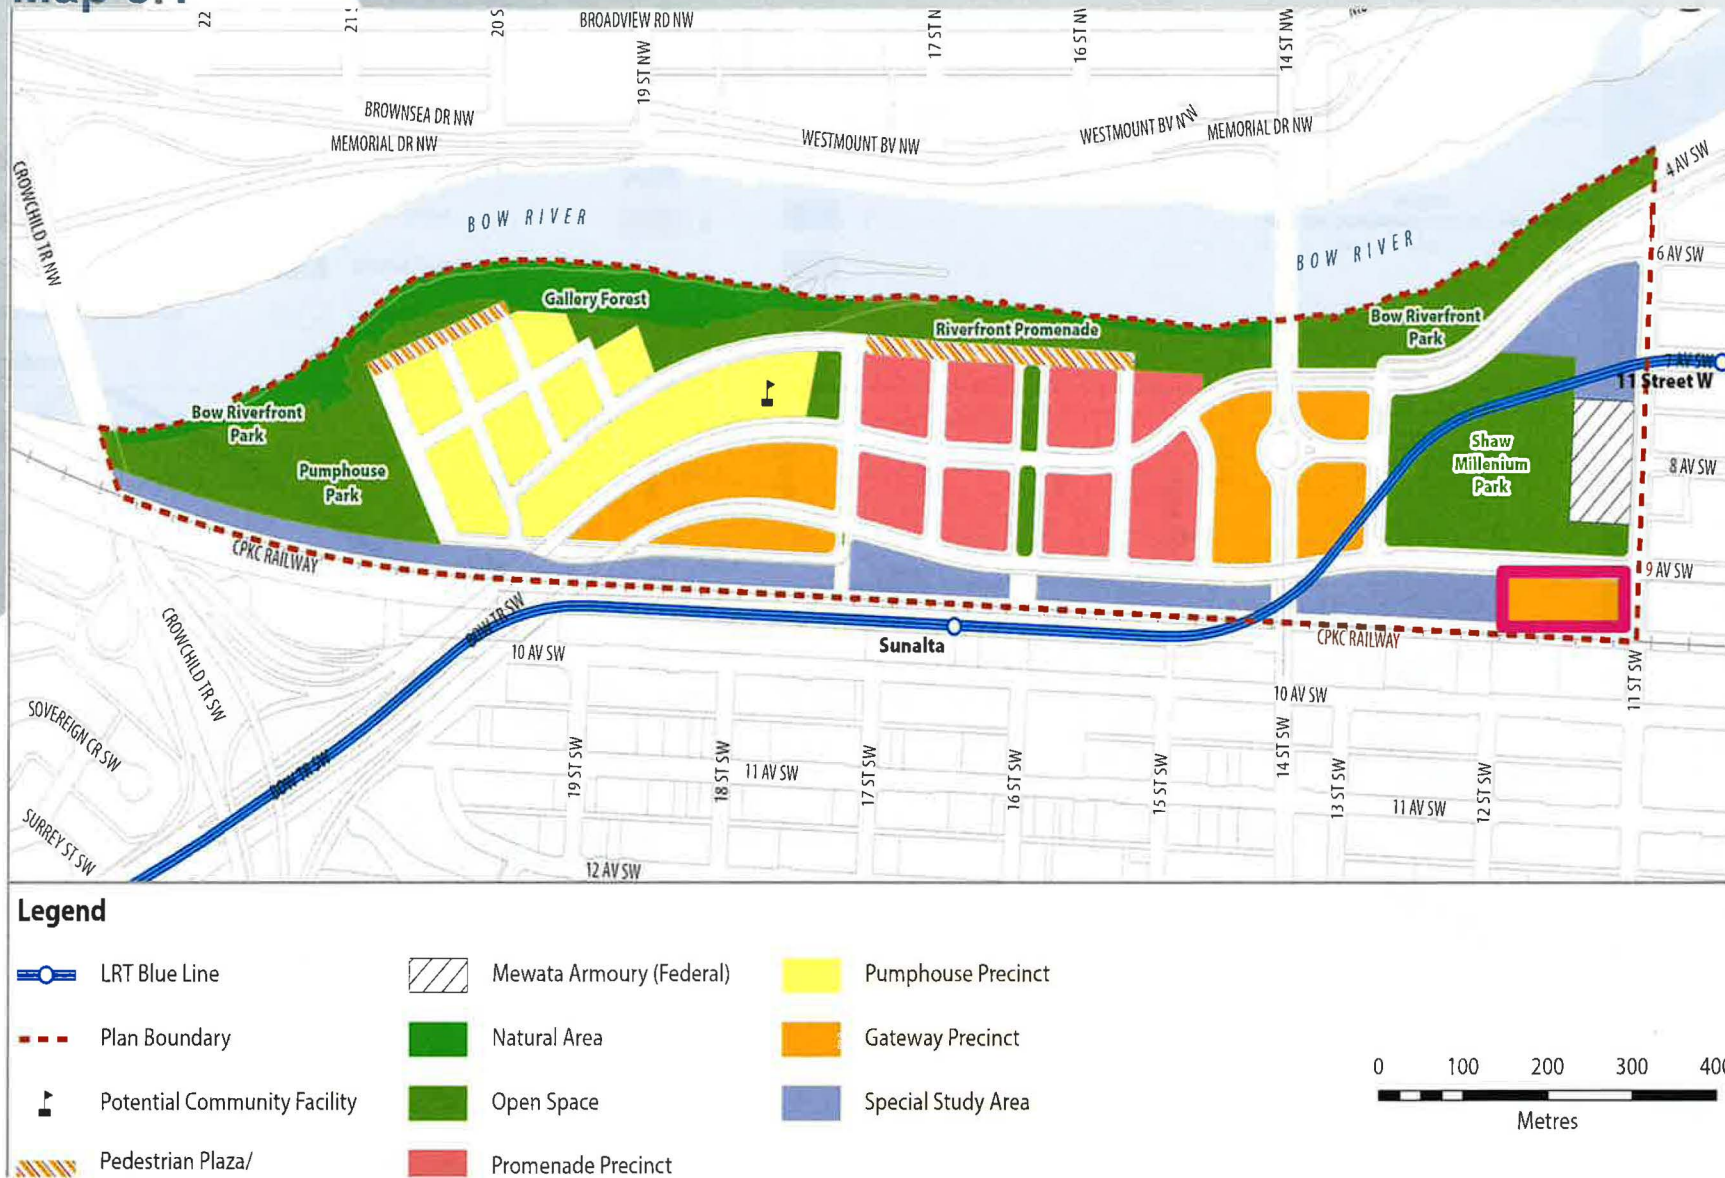 BROADVIEW RD NW
22
21 S
20 S
19 ST NW
17 ST N
16 ST N
14 ST NW
BROWNSEA DR NW
MEMORIAL DR NW
WESTMOUNT BV NW
WESTMOUNT BV NW
MEMORIAL DR NW
CROWCHILD TR NW
4 AV SW
BOW RIVER
BOW RIVER
6 AV SW
Gallery Forest
Riverfront Promenade
Bow Riverfront
Park
7 AV SW
11 Street W
Bow Riverfront
Park
Pumphouse
Park
Shaw
Millenium
Park
8 AV SW
CPKC RAILWAY
9 AV SW
CROWCHILD TR SW
BOW TR SW
Sunalta
CPKC RAILWAY
10 AV SW
10 AV SW
11 ST SW
SOVEREIGN CR SW
BOW TR SW
19 ST SW
18 ST SW
11 AV SW
17 ST SW
16 ST SW
15 ST SW
14 ST SW
13 ST SW
11 AV SW
12 ST SW
SURREY ST SW
12 AV SW
Legend
LRT Blue Line
Plan Boundary
Potential Community Facility
Pedestrian Plaza/
Mewata Armoury (Federal)
Natural Area
Open Space
Promenade Precinct
Pumphouse Precinct
Gateway Precinct
Special Study Area
0 100 200 300 400
Metres